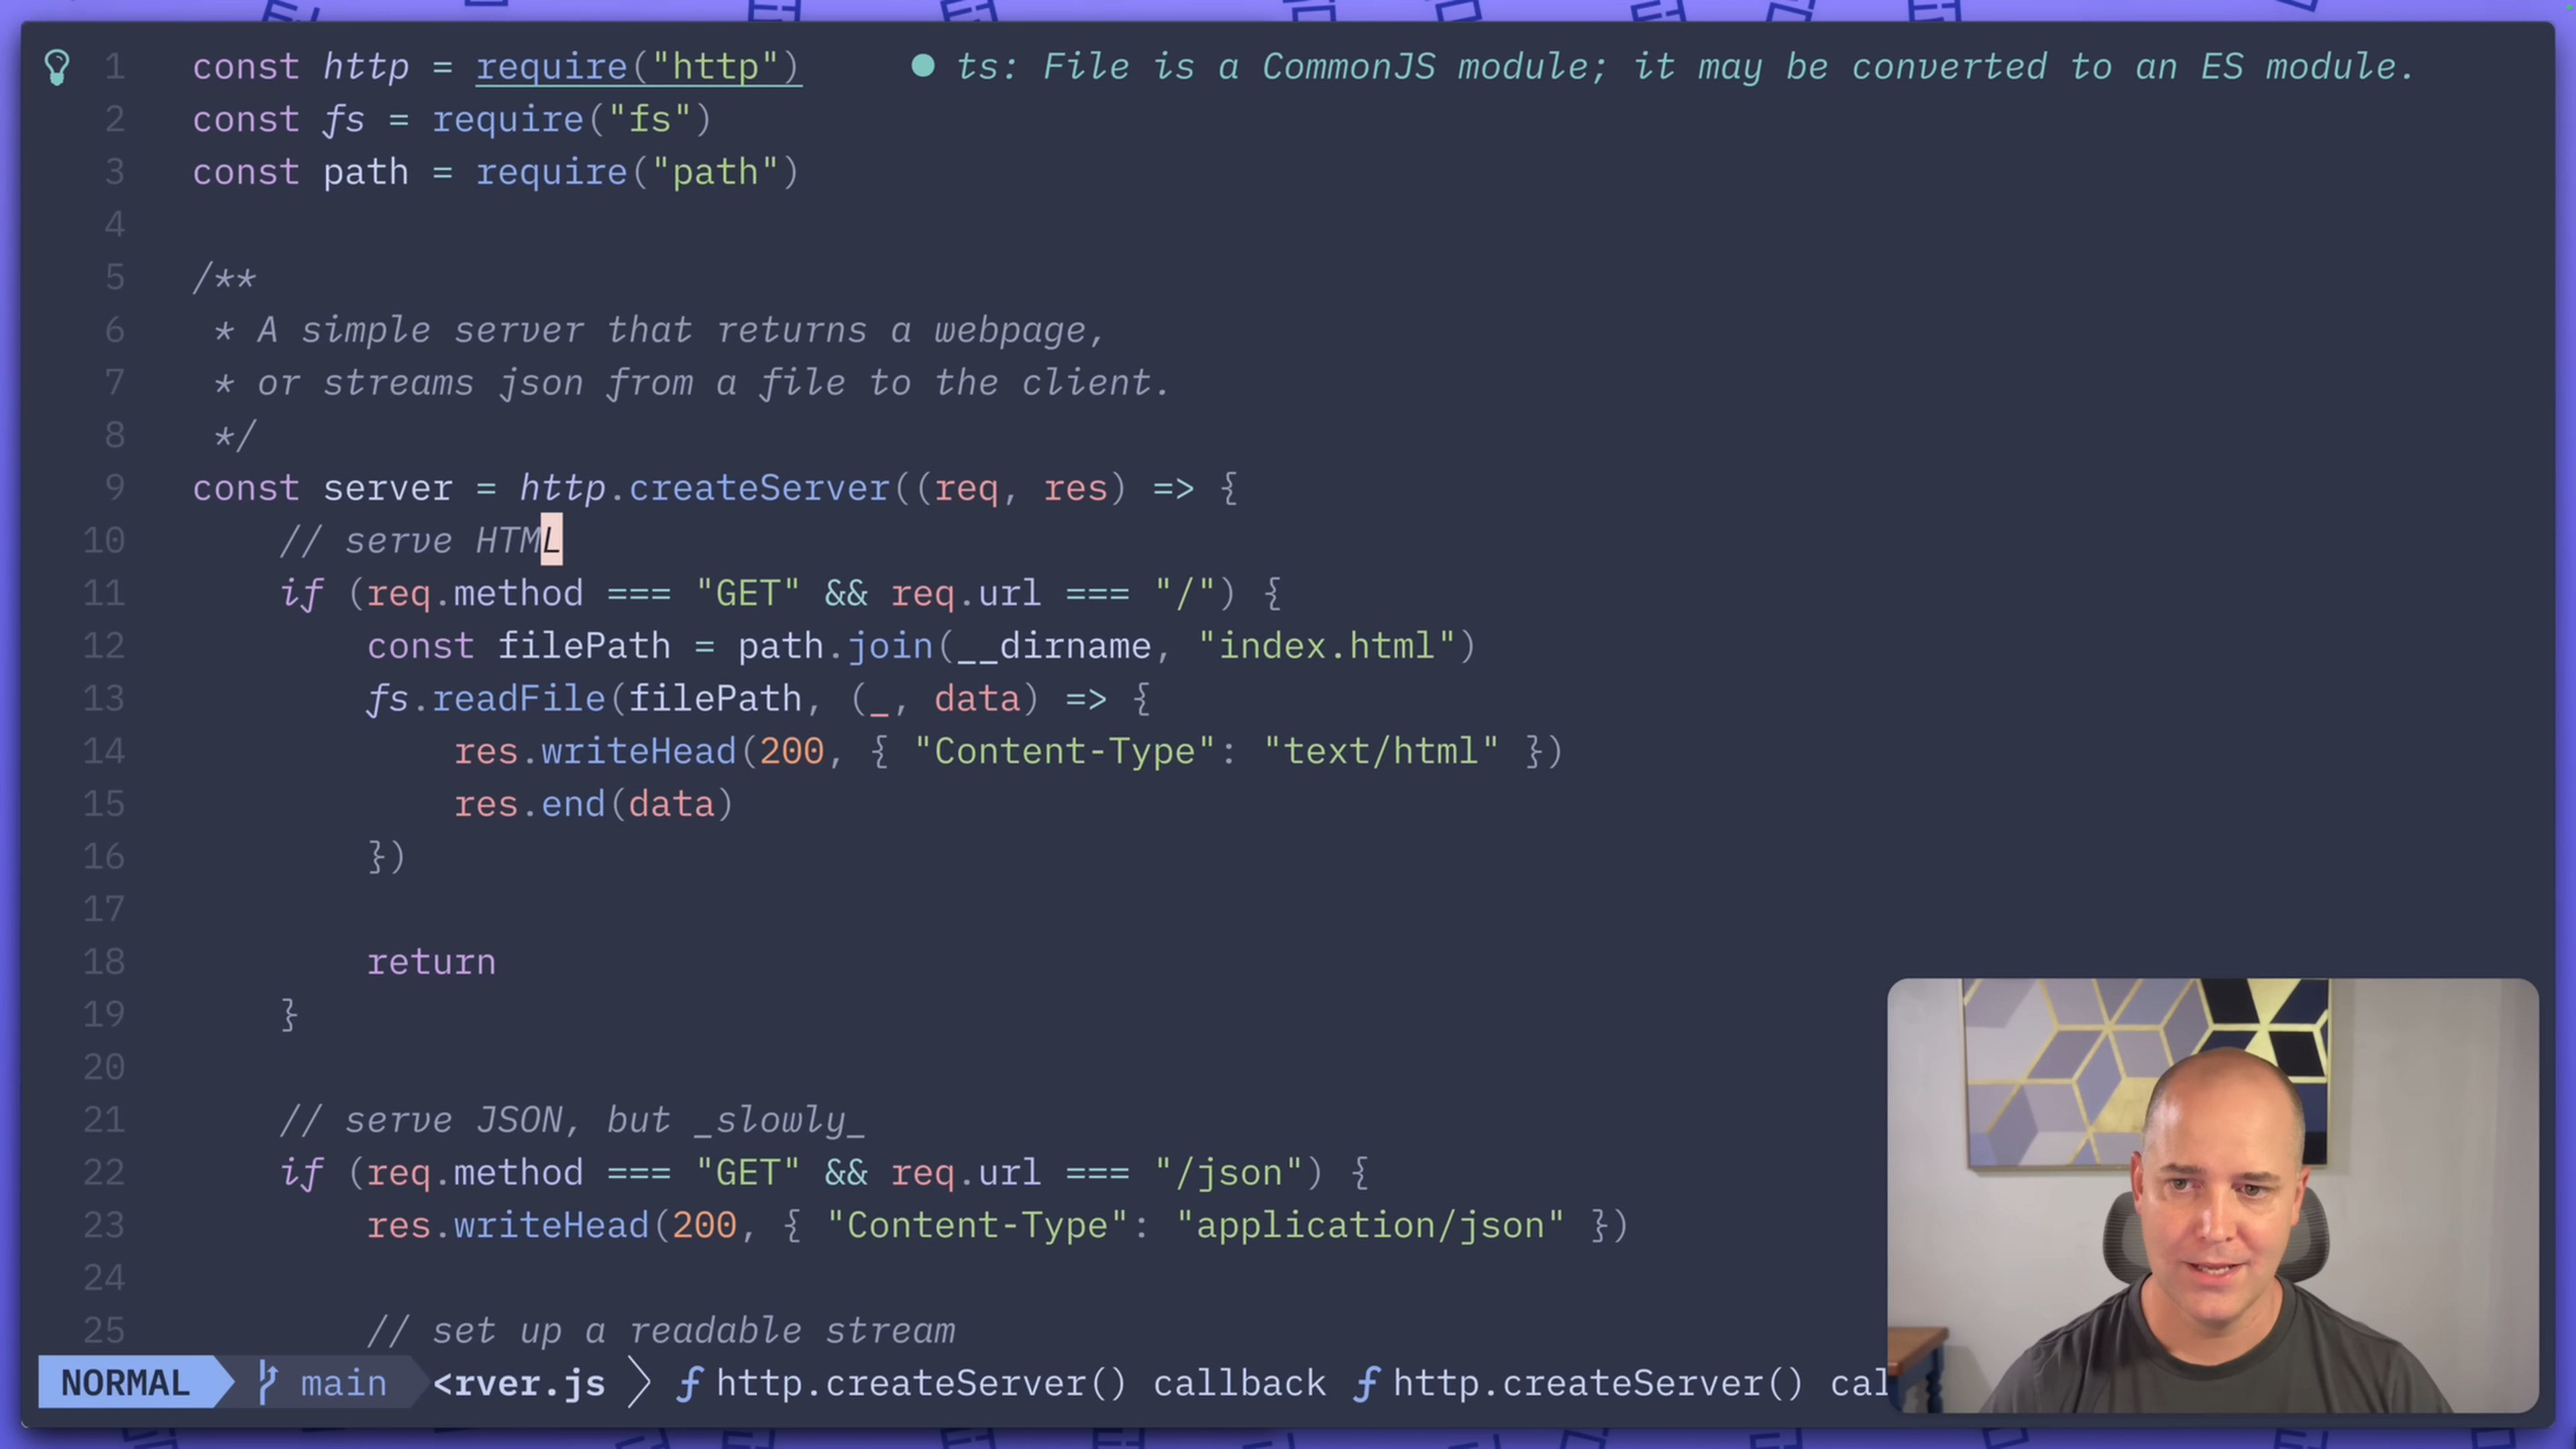 1 const http = require("http") ● ts: File is a CommonJS module; it may be converted to an ES module.
2 const fs = require("fs")
3 const path = require("path")
4
5 /**
6 * A simple server that returns a webpage,
7 * or streams json from a file to the client.
8 */
9 const server = http.createServer((req, res) => {
10 // serve HTML
11 if (req.method === "GET" && req.url === "/") {
12 const filePath = path.join(__dirname, "index.html")
13 fs.readFile(filePath, (_, data) => {
14 res.writeHead(200, { "Content-Type": "text/html" })
15 res.end(data)
16 })
17
18 return
19 }
20
21 // serve JSON, but _slowly_
22 if (req.method === "GET" && req.url === "/json") {
23 res.writeHead(200, { "Content-Type": "application/json" })
24
25 // set up a readable stream
NORMAL main <rver.js ƒ http.createServer() callback ƒ http.createServer() cal